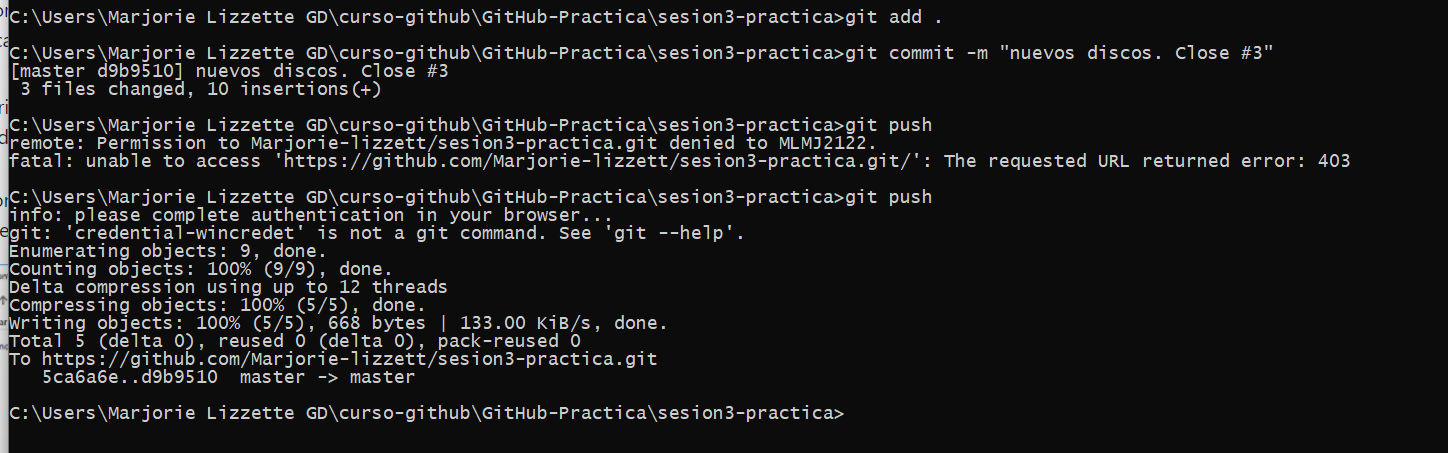 C:\Users\Marjorie Lizzette GD\curso-github\GitHub-Practica\sesion3-practica>git add .
C:\Users\Marjorie Lizzette GD\curso-github\GitHub-Practica\sesion3-practica>git commit -m "nuevos discos. Close #3"
[master d9b9510] nuevos discos. Close #3
 3 files changed, 10 insertions(+)
C:\Users\Marjorie Lizzette GD\curso-github\GitHub-Practica\sesion3-practica>git push
remote: Permission to Marjorie-lizzett/sesion3-practica.git denied to MLMJ2122.
fatal: unable to access 'https://github.com/Marjorie-lizzett/sesion3-practica.git/': The requested URL returned error: 403
C:\Users\Marjorie Lizzette GD\curso-github\GitHub-Practica\sesion3-practica>git push
info: please complete authentication in your browser...
git: 'credential-wincredet' is not a git command. See 'git --help'.
Enumerating objects: 9, done.
Counting objects: 100% (9/9), done.
Delta compression using up to 12 threads
Compressing objects: 100% (5/5), done.
Writing objects: 100% (5/5), 668 bytes | 133.00 KiB/s, done.
Total 5 (delta 0), reused 0 (delta 0), pack-reused 0
To https://github.com/Marjorie-lizzett/sesion3-practica.git
   5ca6a6e..d9b9510  master -> master
C:\Users\Marjorie Lizzette GD\curso-github\GitHub-Practica\sesion3-practica>